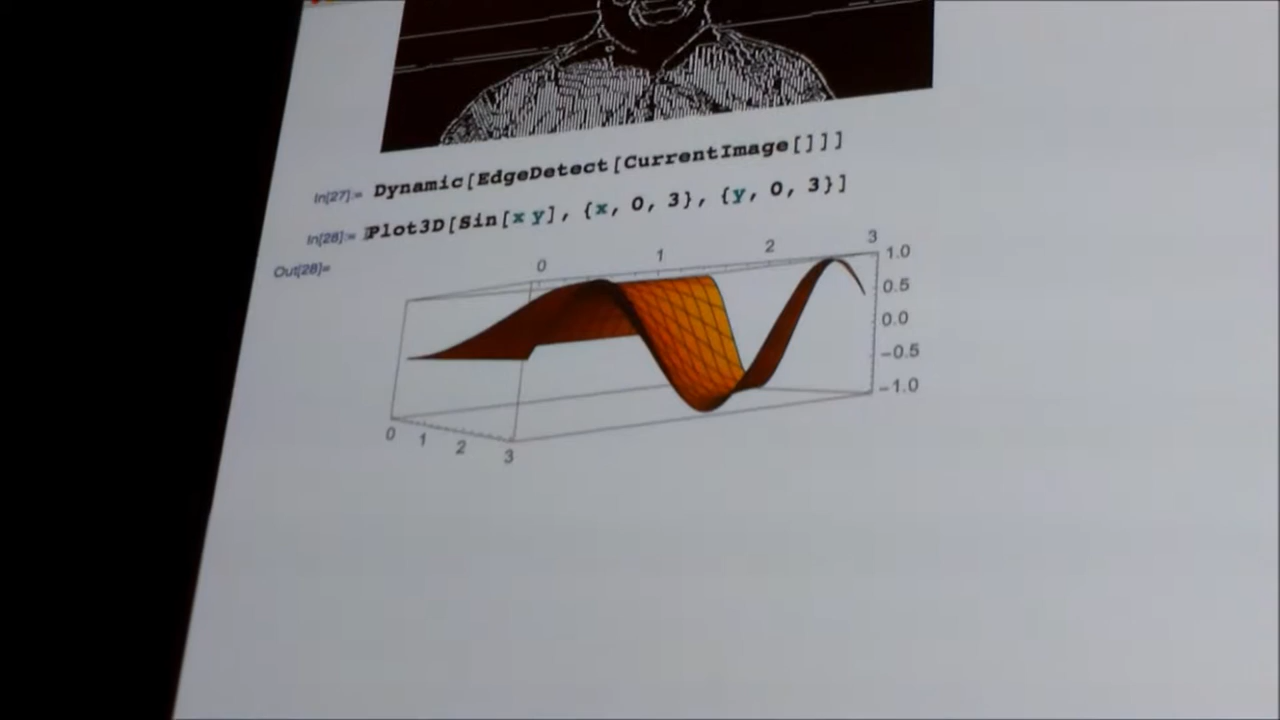 In[27]:= Dynamic[EdgeDetect[CurrentImage[]]]
In[28]:= Plot3D[Sin[x y], {x, 0, 3}, {y, 0, 3}]
Out[28]=
0 1 2 3
1.0
0.5
0.0
-0.5
-1.0
0 1 2 3